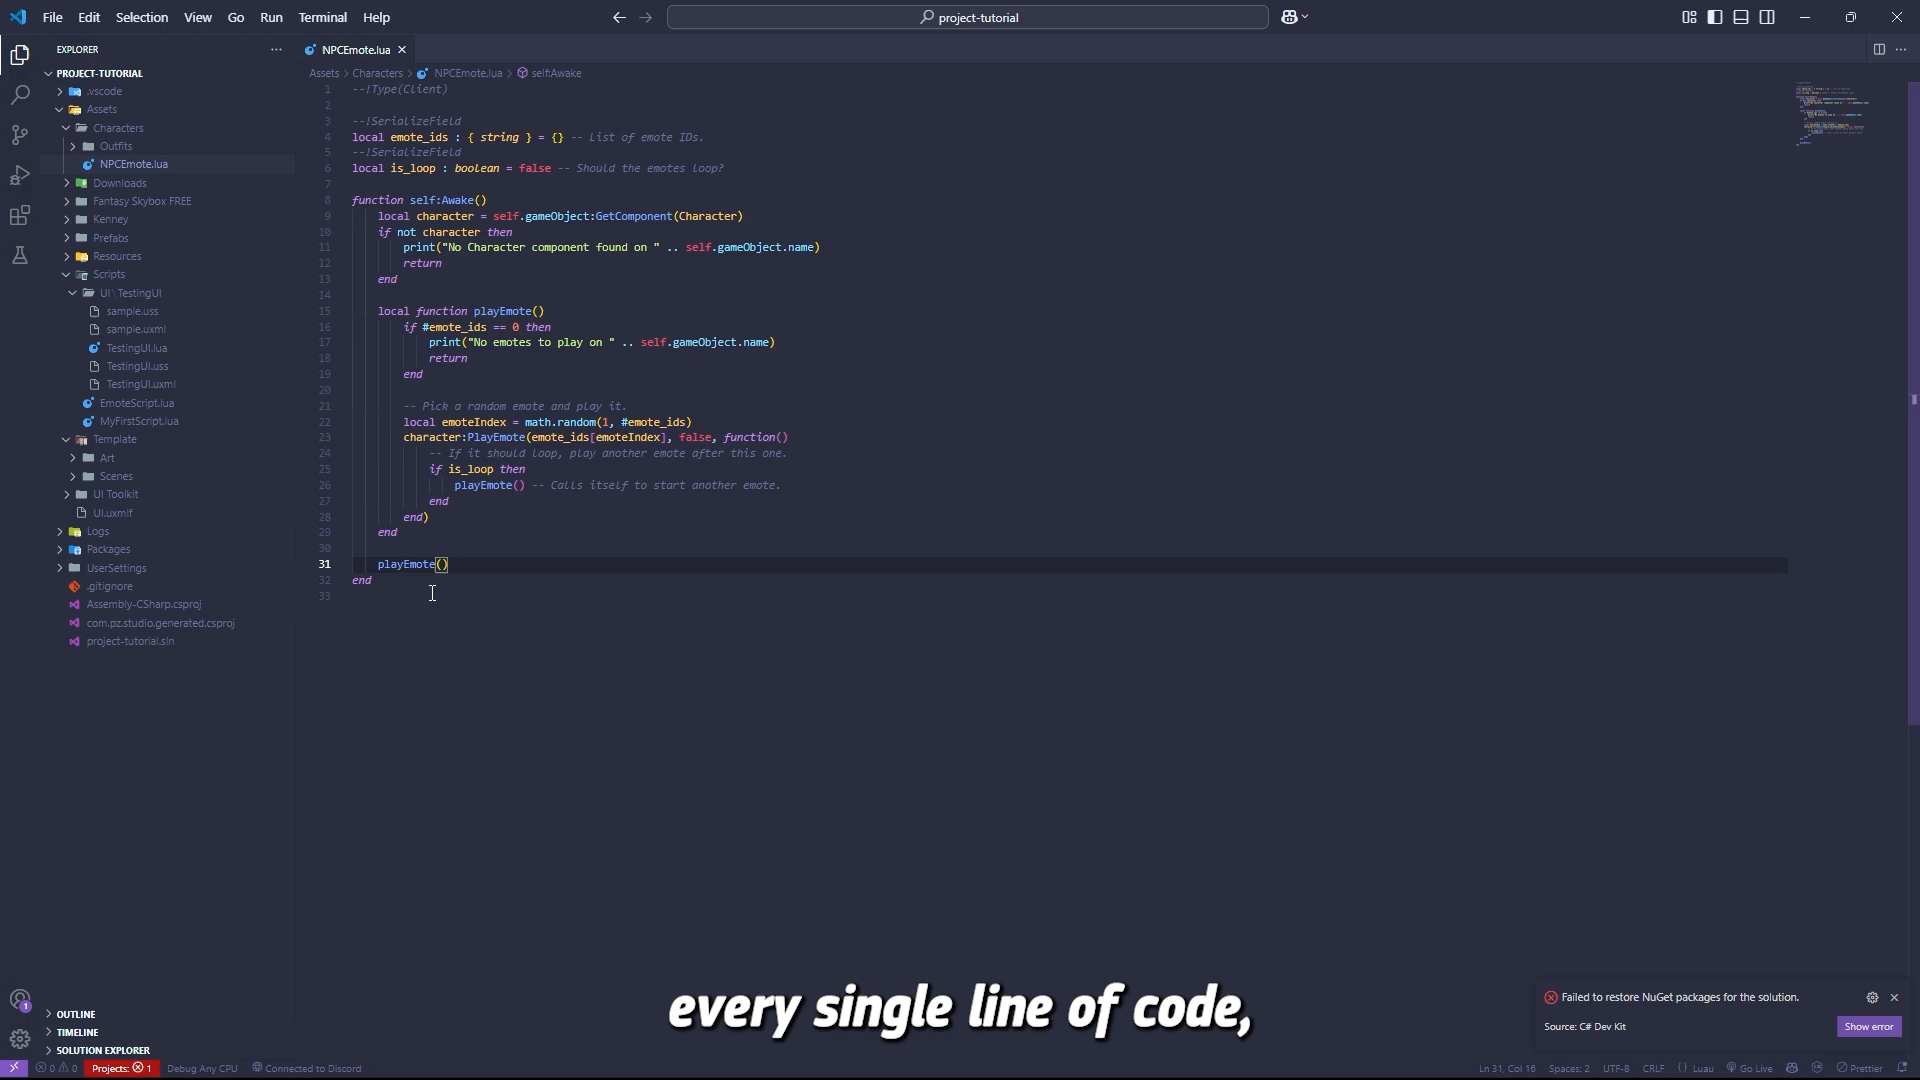 File Edit Selection View Go Run Terminal Help
project-tutorial
EXPLORER
PROJECT-TUTORIAL
.vscode
Assets
Characters
Outfits
NPCEmote.lua
Downloads
Fantasy Skybox FREE
Kenney
Prefabs
Resources
Scripts
UI \ TestingUI
sample.uss
sample.uxml
TestingUI.lua
TestingUI.uss
TestingUI.uxml
EmoteScript.lua
MyFirstScript.lua
Template
Art
Scenes
UI Toolkit
UI.uxmlf
Logs
Packages
UserSettings
.gitignore
Assembly-CSharp.csproj
com.pz.studio.generated.csproj
project-tutorial.sln
OUTLINE
TIMELINE
SOLUTION EXPLORER
NPCEmote.lua
Assets > Characters > NPCEmote.lua > self:Awake
1 --!Type(Client)
2
3 --!SerializeField
4 local emote_ids : { string } = {} -- List of emote IDs.
5 --!SerializeField
6 local is_loop : boolean = false -- Should the emotes loop?
7
8 function self:Awake()
9 local character = self.gameObject:GetComponent(Character)
10 if not character then
11 print("No Character component found on " .. self.gameObject.name)
12 return
13 end
14
15 local function playEmote()
16 if #emote_ids == 0 then
17 print("No emotes to play on " .. self.gameObject.name)
18 return
19 end
20
21 -- Pick a random emote and play it.
22 local emoteIndex = math.random(1, #emote_ids)
23 character:PlayEmote(emote_ids[emoteIndex], false, function()
24 -- If it should loop, play another emote after this one.
25 if is_loop then
26 playEmote() -- Calls itself to start another emote.
27 end
28 end)
29 end
30
31 playEmote()
32 end
33
every single line of code,
Failed to restore NuGet packages for the solution.
Source: C# Dev Kit
Show error
1
0 0 Projects: 1 Debug Any CPU Connected to Discord
Ln 31, Col 16 Spaces: 2 UTF-8 CRLF Luau Go Live Prettier